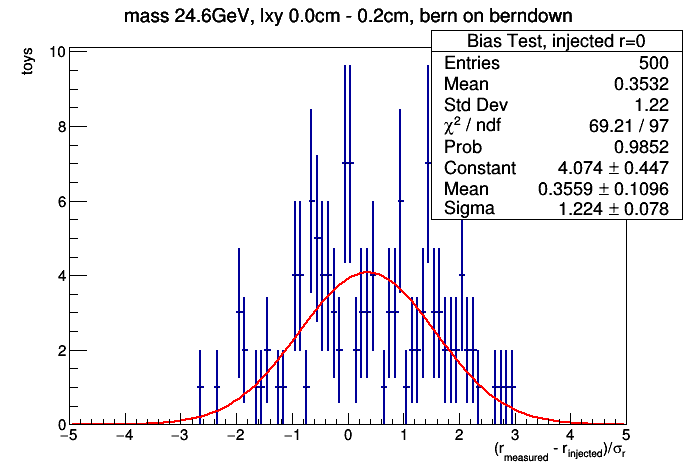 mass 24.6GeV, lxy 0.0cm - 0.2cm, bern on berndown
Bias Test, injected r=0
Entries 500
Mean 0.3532
Std Dev 1.22
χ² / ndf 69.21 / 97
Prob 0.9852
Constant 4.074 ± 0.447
Mean 0.3559 ± 0.1096
Sigma 1.224 ± 0.078
toys
10
8
6
4
2
0
−5 −4 −3 −2 −1 0 1 2 3 4 5
(r_measured - r_injected)/σ_r